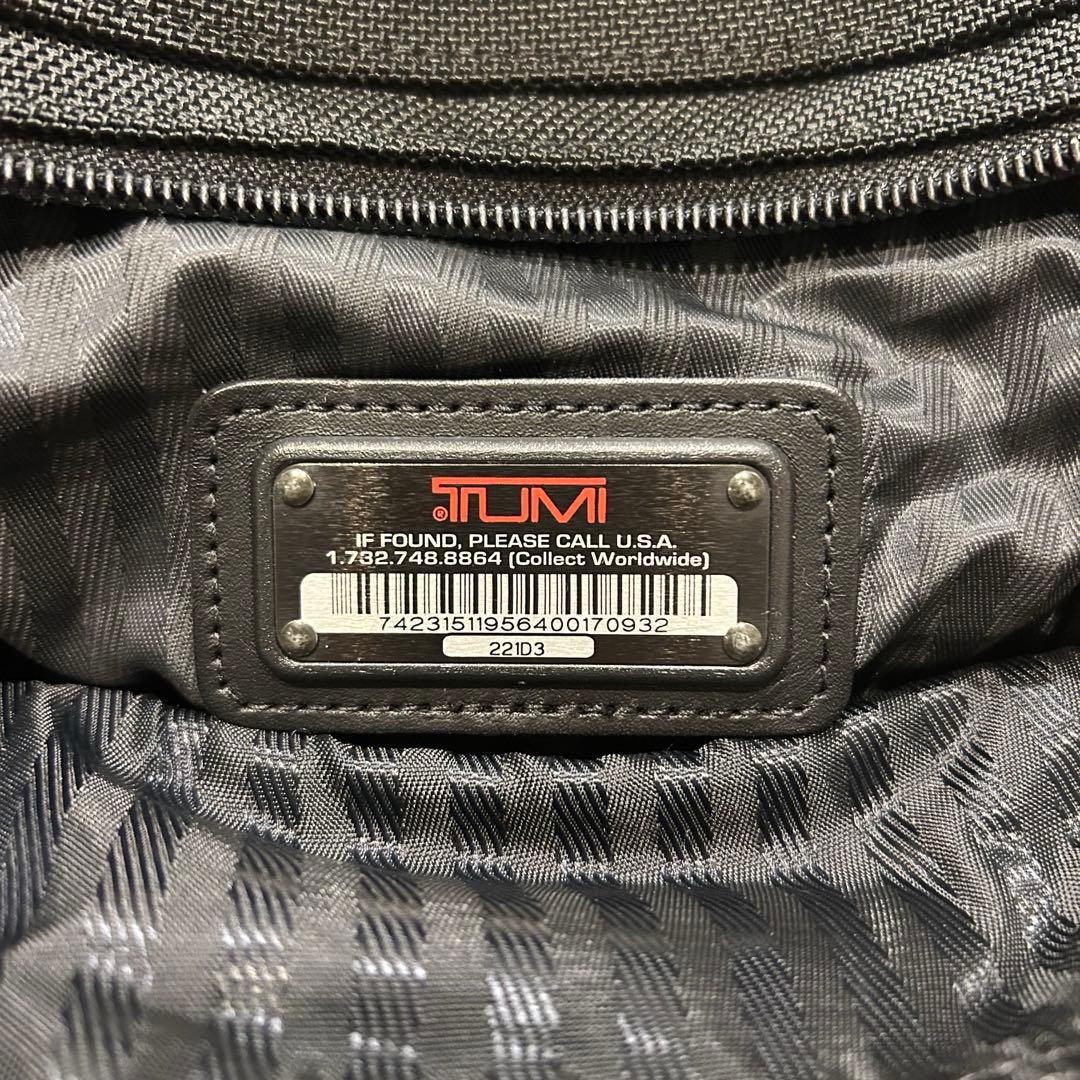 ®TUMI
IF FOUND, PLEASE CALL U.S.A.
1.732.748.8864 (Collect Worldwide)
74231511956400170932
221D3